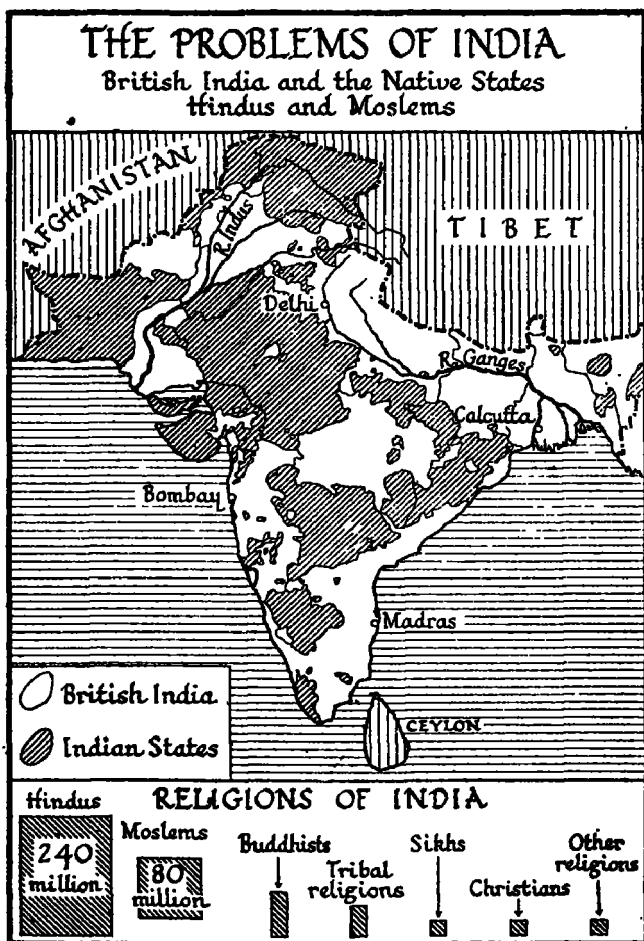 THE PROBLEMS OF INDIA
British India and the Native States
Hindus and Moslems
AFGHANISTAN
R. Indus
TIBET
Delhi
R. Ganges
Calcutta
Bombay
Madras
CEYLON
British India
Indian States
RELIGIONS OF INDIA
Hindus
240
million
Moslems
80
million
Buddhists
Tribal
religions
Sikhs
Christians
Other
religions